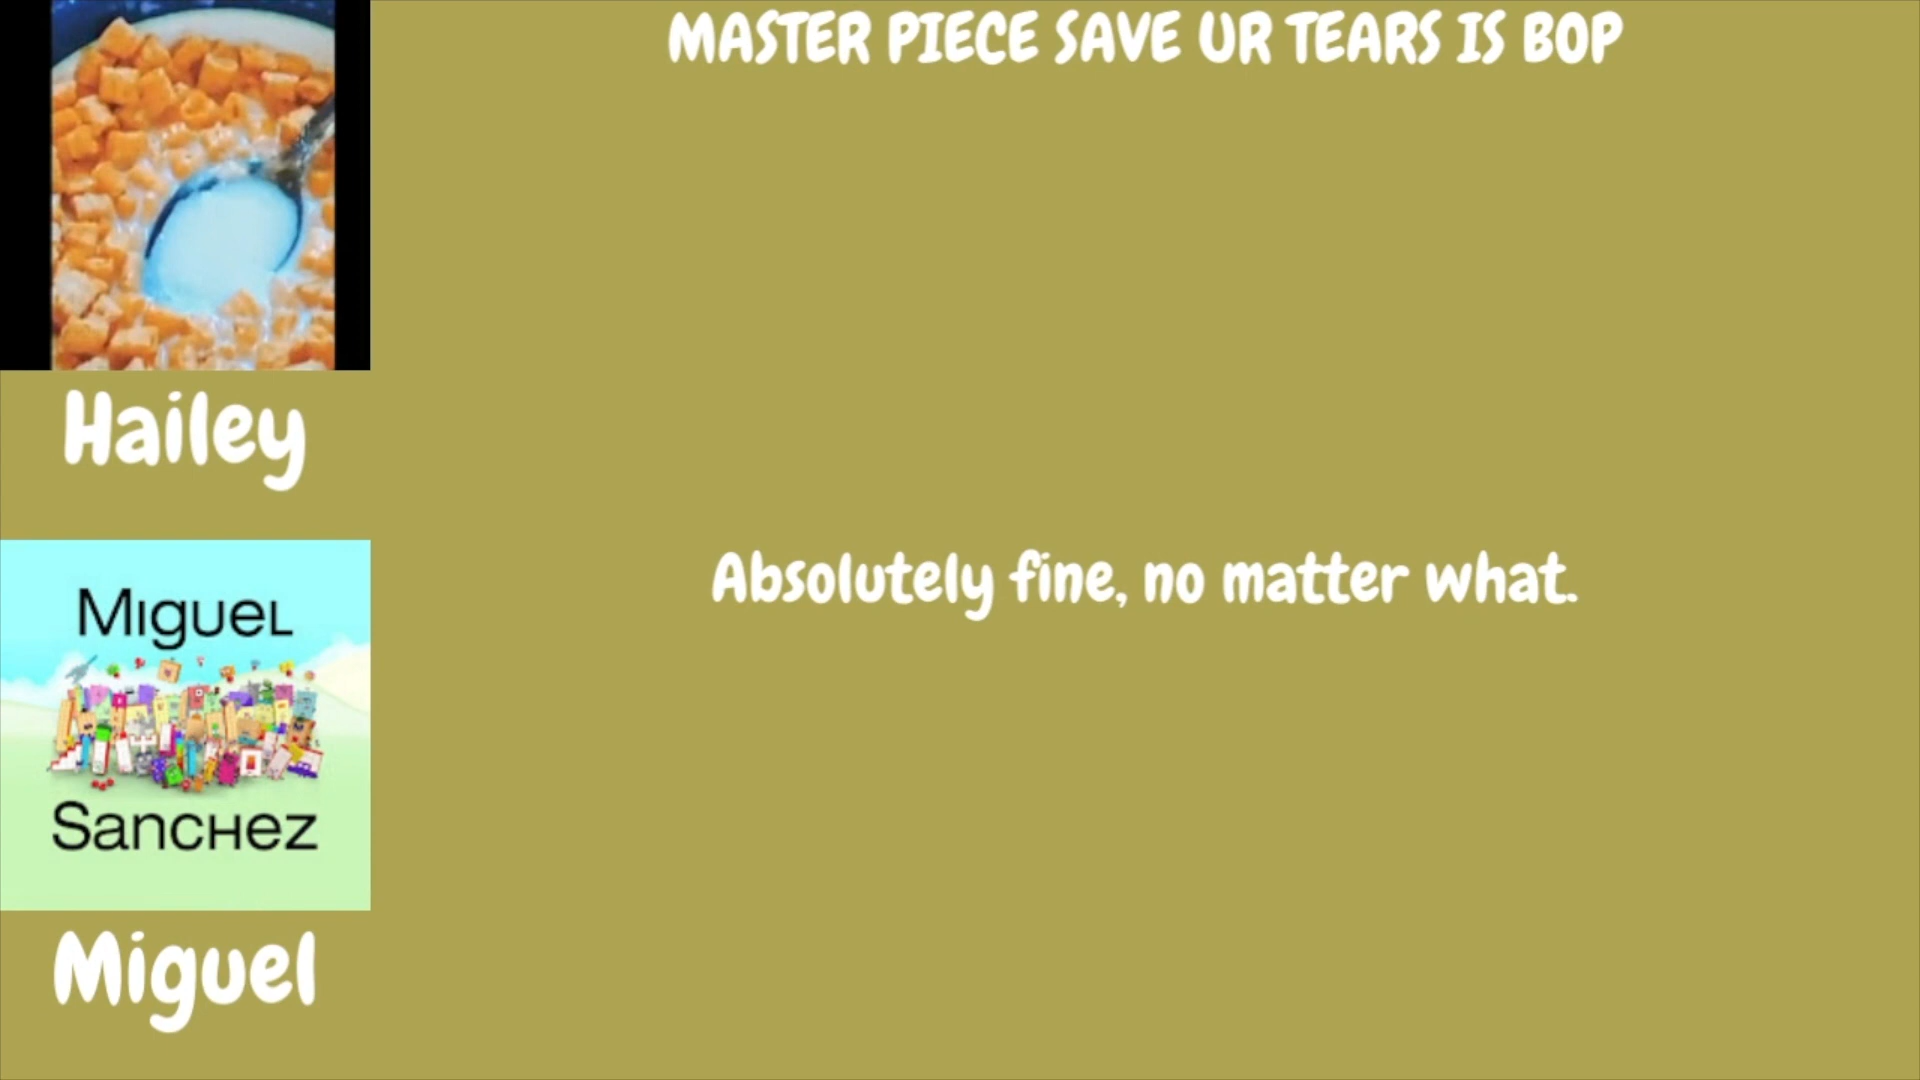 MASTER PIECE SAVE UR TEARS IS BOP
Hailey
Absolutely fine, no matter what.
Miguel
Sanchez
Miguel